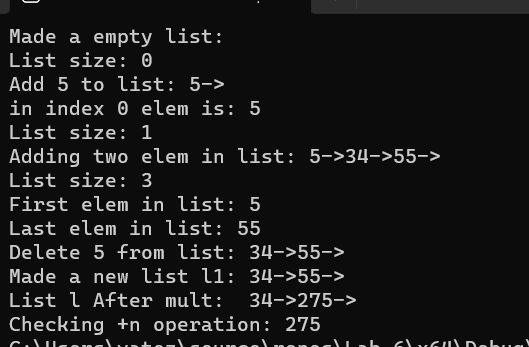 Made a empty list:
List size: 0
Add 5 to list: 5->
in index 0 elem is: 5
List size: 1
Adding two elem in list: 5->34->55->
List size: 3
First elem in list: 5
Last elem in list: 55
Delete 5 from list: 34->55->
Made a new list l1: 34->55->
List l After mult:  34->275->
Checking +n operation: 275